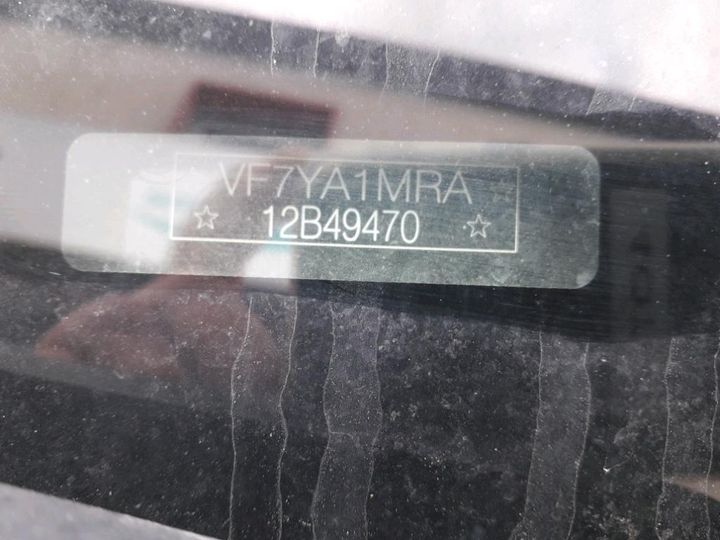 ☆ VF7YA1MRA ☆
☆ 12B49470 ☆